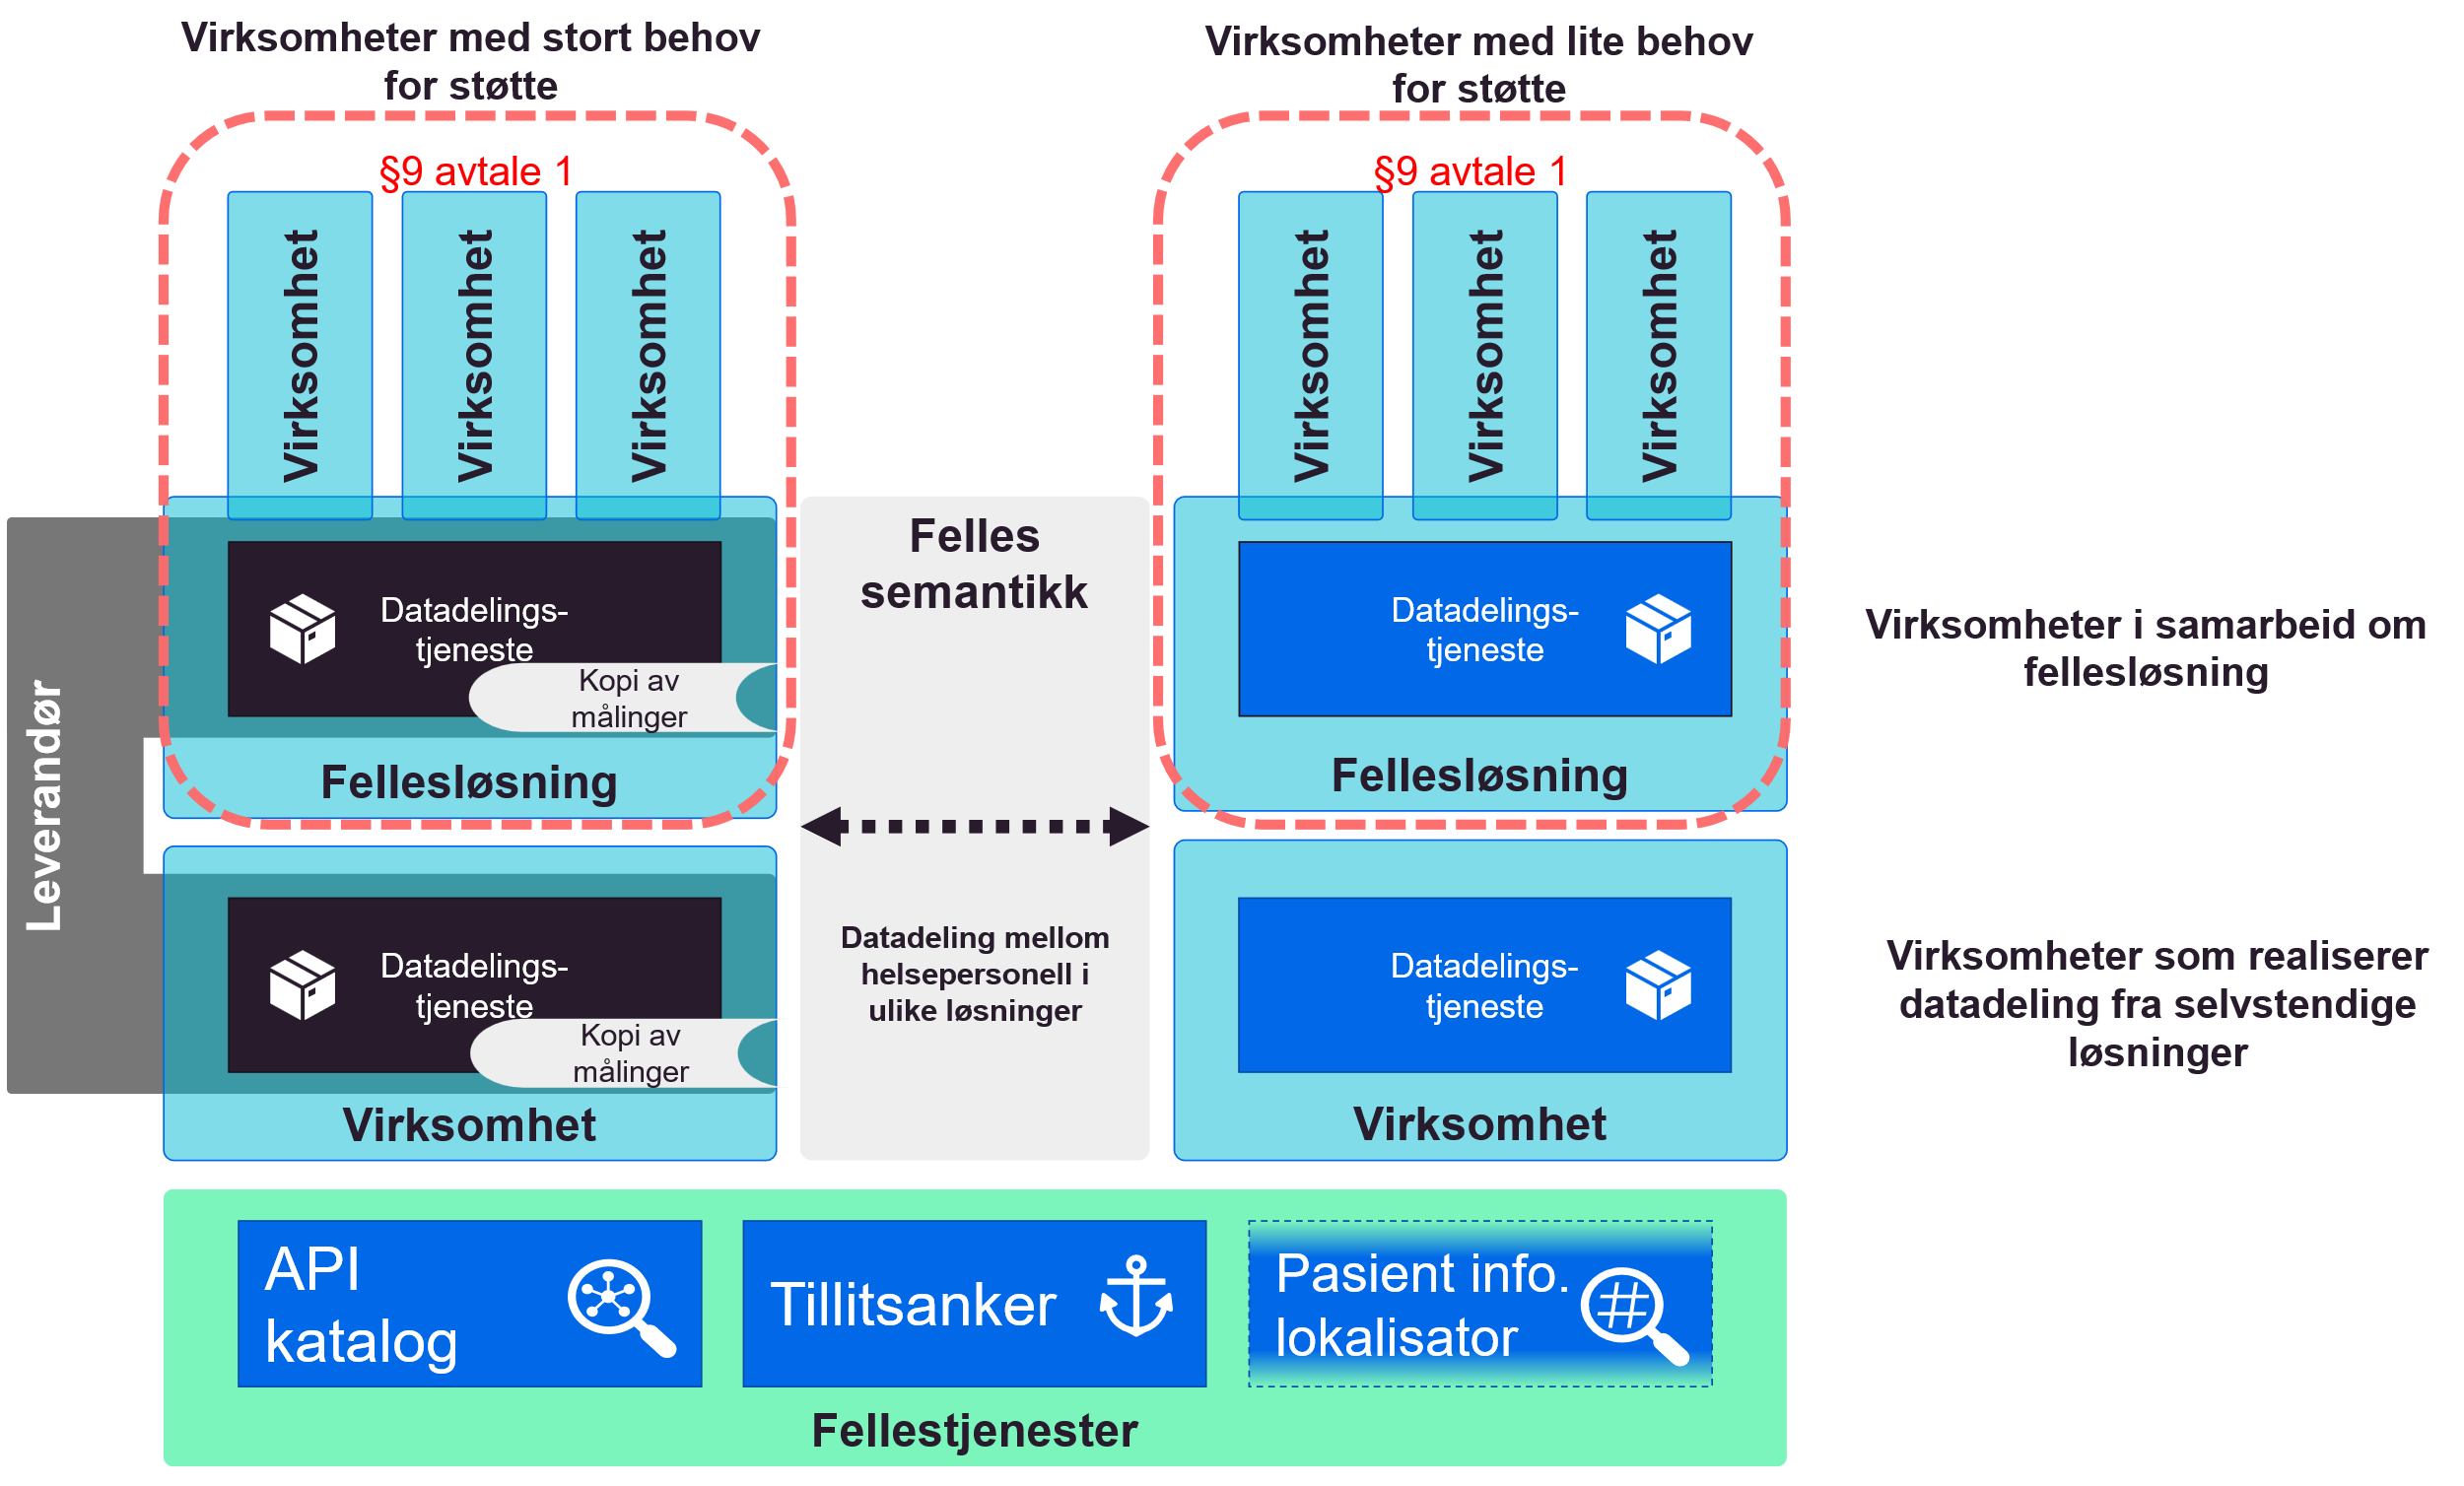 Virksomheter med stort behov
for støtte
Virksomheter med lite behov
for støtte
§9 avtale 1
§9 avtale 1
Virksomhet
Virksomhet
Virksomhet
Virksomhet
Virksomhet
Virksomhet
Leverandør
Datadelings-
tjeneste
Kopi av
målinger
Fellesløsning
Felles
semantikk
Datadelings-
tjeneste
Fellesløsning
Virksomheter i samarbeid om
fellesløsning
Datadelings-
tjeneste
Kopi av
målinger
Virksomhet
Datadeling mellom
helsepersonell i
ulike løsninger
Datadelings-
tjeneste
Virksomhet
Virksomheter som realiserer
datadeling fra selvstendige
løsninger
API
katalog
Tillitsanker
Pasient info.
lokalisator
Fellestjenester